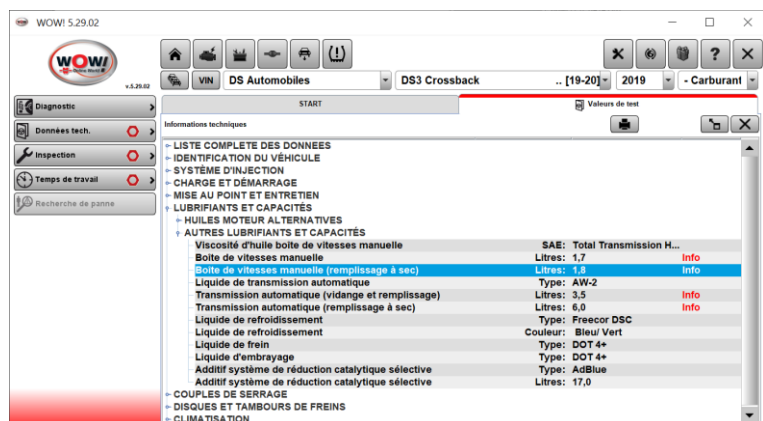 WOW! 5.29.02
WOW!
v.5.29.02
VIN DS Automobiles DS3 Crossback .. [19-20] 2019 - Carburant
Diagnostic
Données tech.
Inspection
Temps de travail
Recherche de panne
START Valeurs de test
Informations techniques
LISTE COMPLETE DES DONNEES
IDENTIFICATION DU VÉHICULE
SYSTÈME D'INJECTION
CHARGE ET DÉMARRAGE
MISE AU POINT ET ENTRETIEN
LUBRIFIANTS ET CAPACITÉS
HUILES MOTEUR ALTERNATIVES
AUTRES LUBRIFIANTS ET CAPACITÉS
Viscosité d'huile boite de vitesses manuelle SAE: Total Transmission H...
Boite de vitesses manuelle Litres: 1,7 Info
Boite de vitesses manuelle (remplissage à sec) Litres: 1,8 Info
Liquide de transmission automatique Type: AW-2
Transmission automatique (vidange et remplissage) Litres: 3,5 Info
Transmission automatique (remplissage à sec) Litres: 6,0 Info
Liquide de refroidissement Type: Freecor DSC
Liquide de refroidissement Couleur: Bleu/ Vert
Liquide de frein Type: DOT 4+
Liquide d'embrayage Type: DOT 4+
Additif système de réduction catalytique sélective Type: AdBlue
Additif système de réduction catalytique sélective Litres: 17,0
COUPLES DE SERRAGE
DISQUES ET TAMBOURS DE FREINS
CLIMATISATION